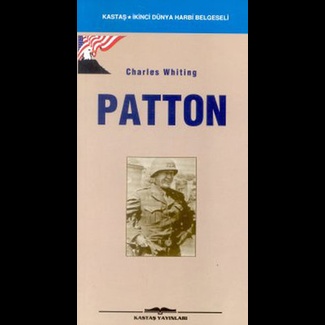 KASTAŞ • İKİNCİ DÜNYA HARBİ BELGESELİ
Charles Whiting
PATTON
KASTAŞ YAYINLARI